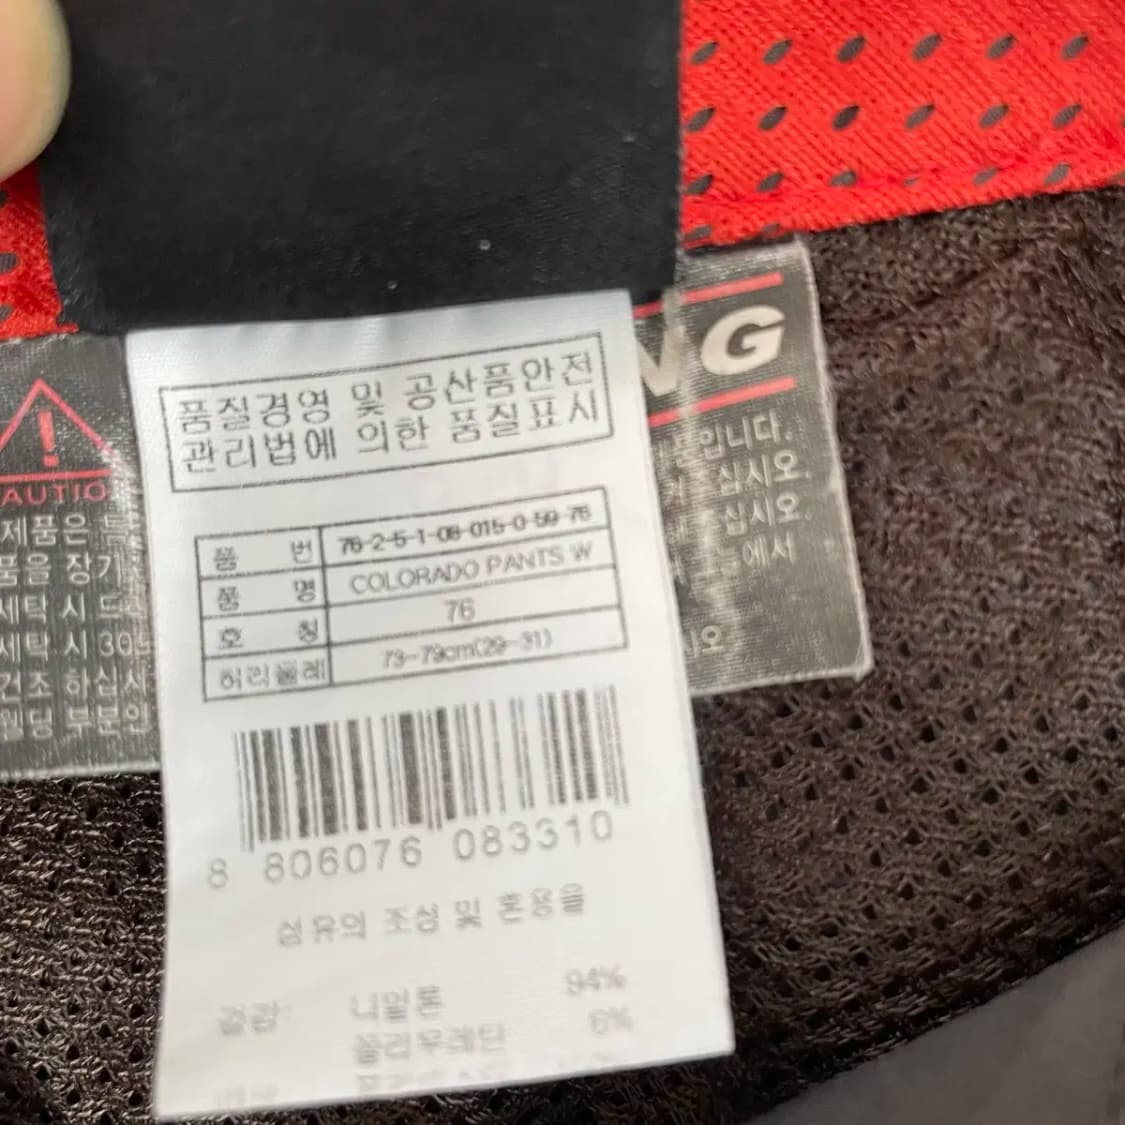 품질경영 및 공산품안전
관리법에 의한 품질표시
품 번 76-2-5-1-08-015-0-59-76
품 명 COLORADO PANTS W
호 칭 76
허리둘레 73-79cm(29-31)
8 806076 083310
섬유의 조성 및 혼용율
겉감 나일론 94%
폴리우레탄 6%
AUTIO
제품은
품을 장기
세탁 시
세탁 시 30
건조 하십시
웰딩 부분은
NG
입니다.
십시오.
십시오.
에서
시오